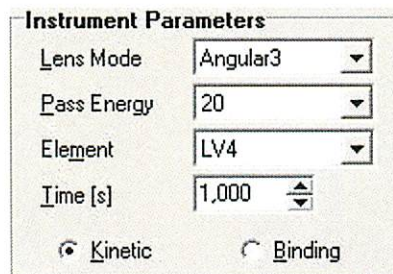 Instrument Parameters
Lens Mode Angular3
Pass Energy 20
Element LV4
Time [s] 1,000
Kinetic Binding